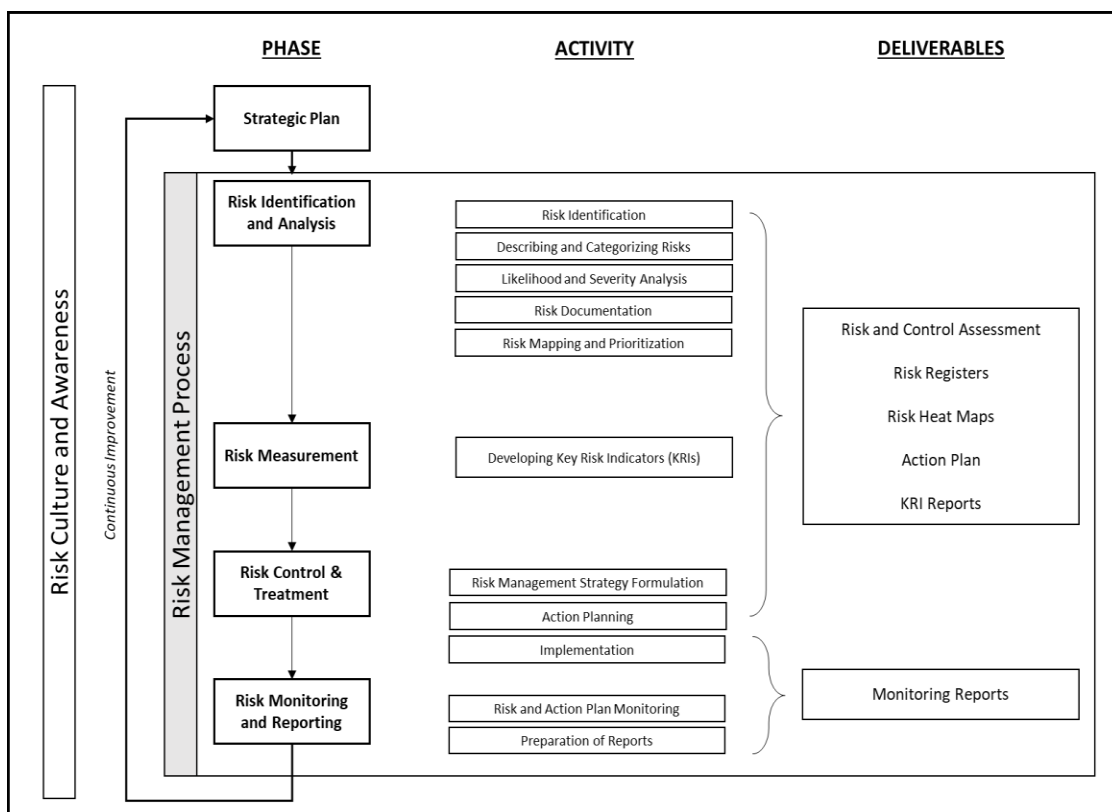 PHASE
ACTIVITY
DELIVERABLES
Risk Culture and Awareness
Continuous Improvement
Strategic Plan
Risk Management Process
Risk Identification
and Analysis
Risk Identification
Describing and Categorizing Risks
Likelihood and Severity Analysis
Risk Documentation
Risk Mapping and Prioritization
Risk Measurement
Developing Key Risk Indicators (KRIs)
Risk Control &
Treatment
Risk Management Strategy Formulation
Action Planning
Implementation
Risk Monitoring
and Reporting
Risk and Action Plan Monitoring
Preparation of Reports
Risk and Control Assessment
Risk Registers
Risk Heat Maps
Action Plan
KRI Reports
Monitoring Reports